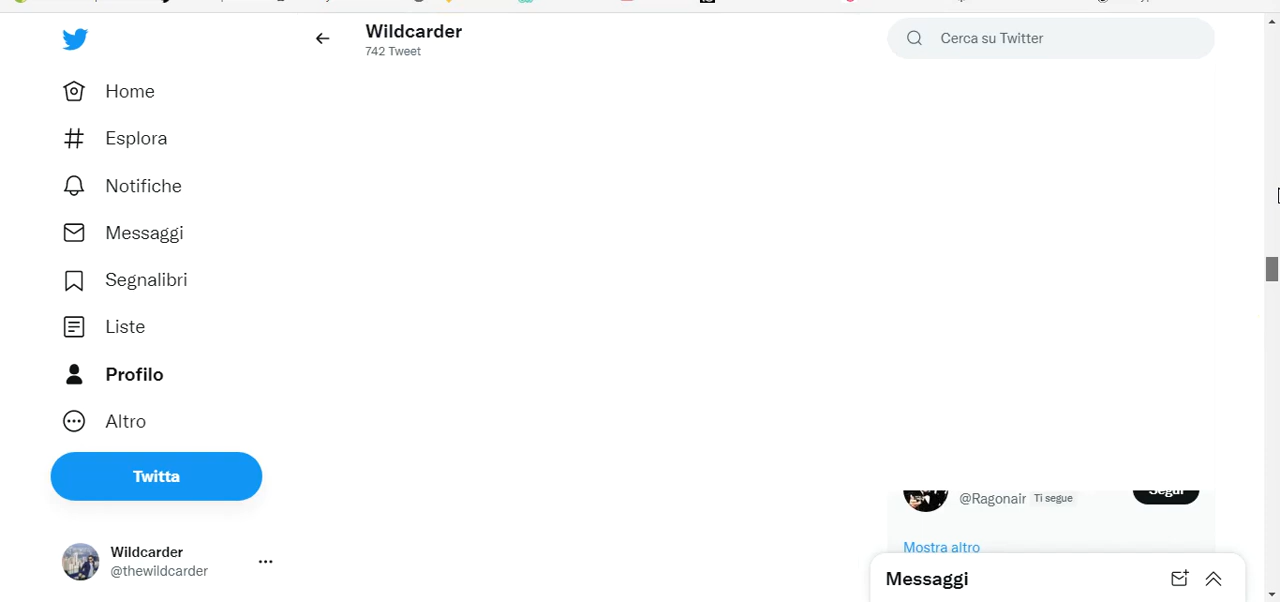 Wildcarder
742 Tweet
Cerca su Twitter
Home
Esplora
Notifiche
Messaggi
Segnalibri
Liste
Profilo
Altro
Twitta
Wildcarder
@thewildcarder
@Ragonair Ti segue
Segui
Mostra altro
Messaggi